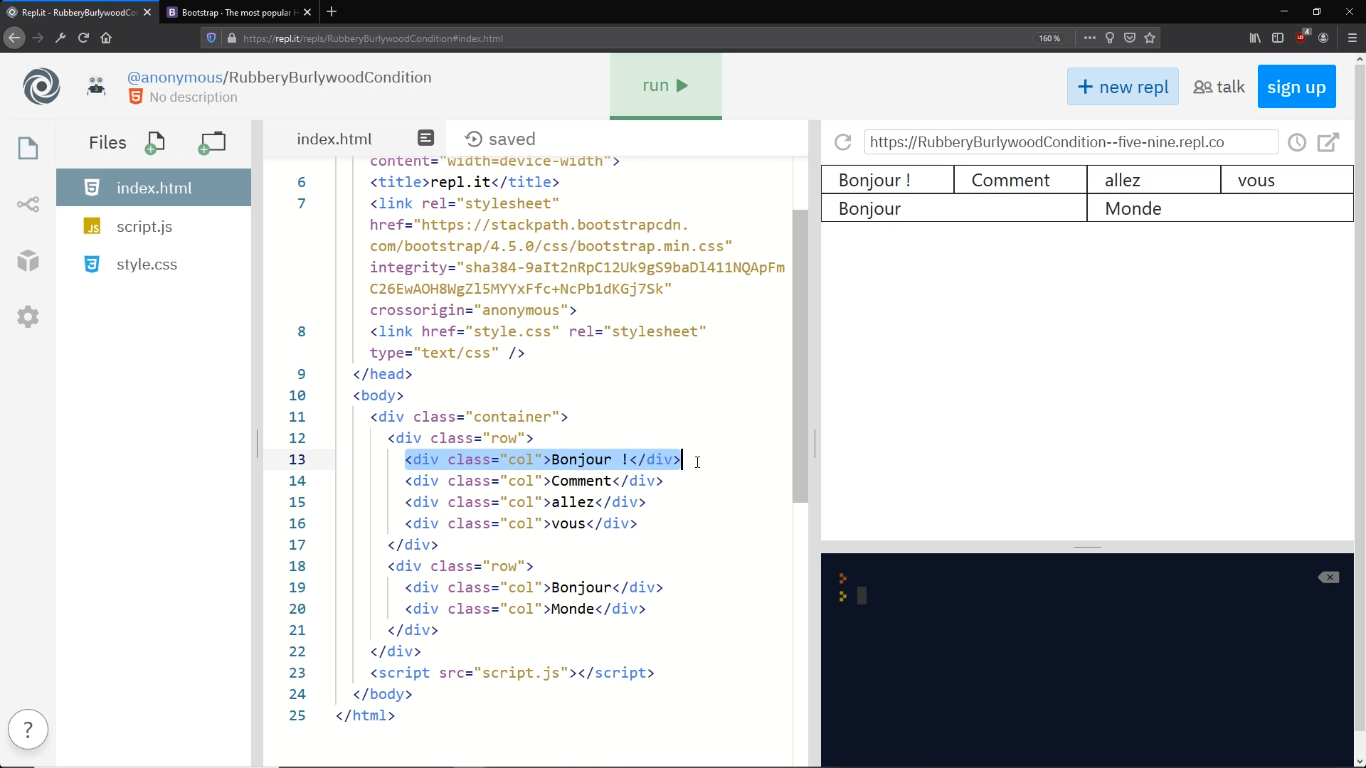 Repl.it - RubberyBurlywoodCo
Bootstrap · The most popular H
https://repl.it/repls/RubberyBurlywoodCondition#index.html
160%
4
@anonymous/RubberyBurlywoodCondition
No description
run
+ new repl
talk
sign up
Files
index.html
script.js
style.css
index.html
saved
content="width=device-width">
6 <title>repl.it</title>
7 <link rel="stylesheet"
href="https://stackpath.bootstrapcdn.
com/bootstrap/4.5.0/css/bootstrap.min.css"
integrity="sha384-9aIt2nRpC12Uk9gS9baDl411NQApFm
C26EwAOH8WgZl5MYYxFfc+NcPb1dKGj7Sk"
crossorigin="anonymous">
8 <link href="style.css" rel="stylesheet"
type="text/css" />
9 </head>
10 <body>
11 <div class="container">
12 <div class="row">
13 <div class="col">Bonjour !</div>
14 <div class="col">Comment</div>
15 <div class="col">allez</div>
16 <div class="col">vous</div>
17 </div>
18 <div class="row">
19 <div class="col">Bonjour</div>
20 <div class="col">Monde</div>
21 </div>
22 </div>
23 <script src="script.js"></script>
24 </body>
25 </html>
https://RubberyBurlywoodCondition--five-nine.repl.co
Bonjour ! Comment allez vous
Bonjour Monde
>
>
?